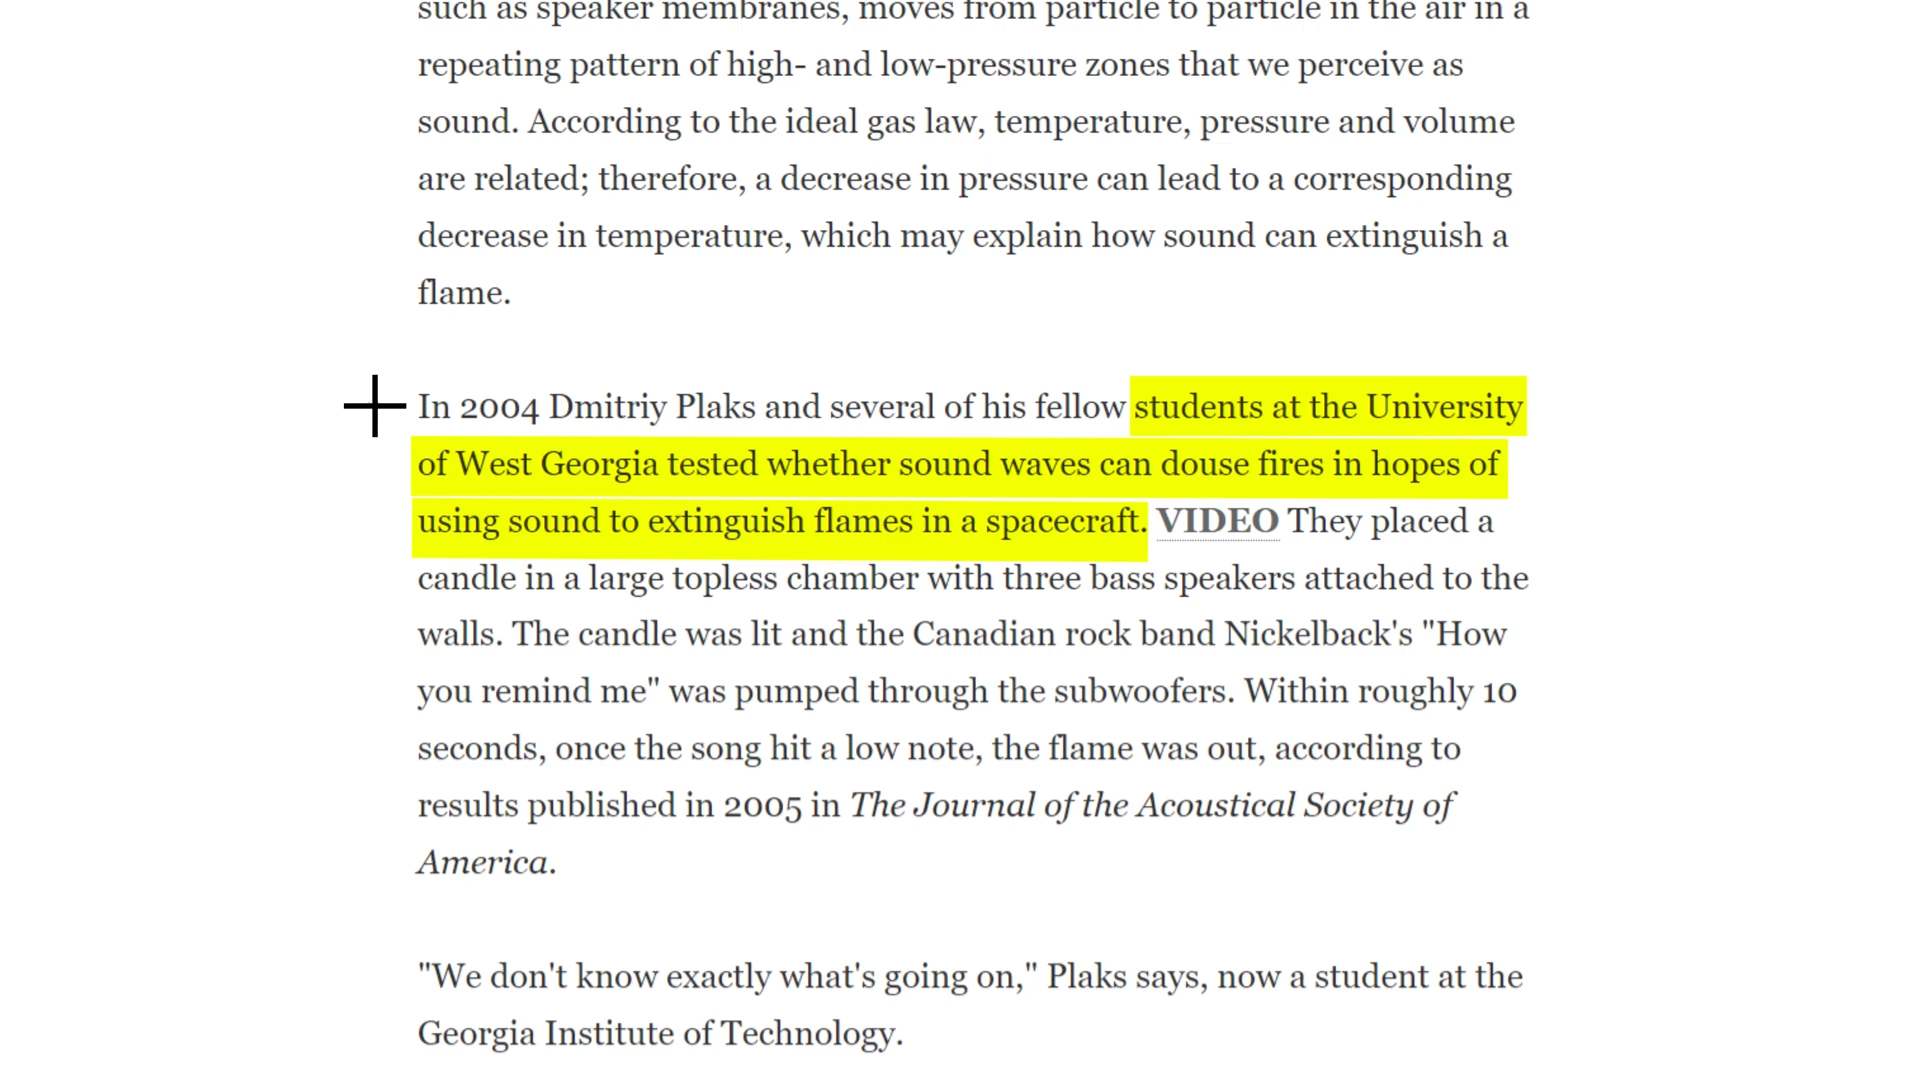 such as speaker membranes, moves from particle to particle in the air in a
repeating pattern of high- and low-pressure zones that we perceive as
sound. According to the ideal gas law, temperature, pressure and volume
are related; therefore, a decrease in pressure can lead to a corresponding
decrease in temperature, which may explain how sound can extinguish a
flame.
In 2004 Dmitriy Plaks and several of his fellow students at the University
of West Georgia tested whether sound waves can douse fires in hopes of
using sound to extinguish flames in a spacecraft. VIDEO They placed a
candle in a large topless chamber with three bass speakers attached to the
walls. The candle was lit and the Canadian rock band Nickelback's "How
you remind me" was pumped through the subwoofers. Within roughly 10
seconds, once the song hit a low note, the flame was out, according to
results published in 2005 in The Journal of the Acoustical Society of
America.
"We don't know exactly what's going on," Plaks says, now a student at the
Georgia Institute of Technology.